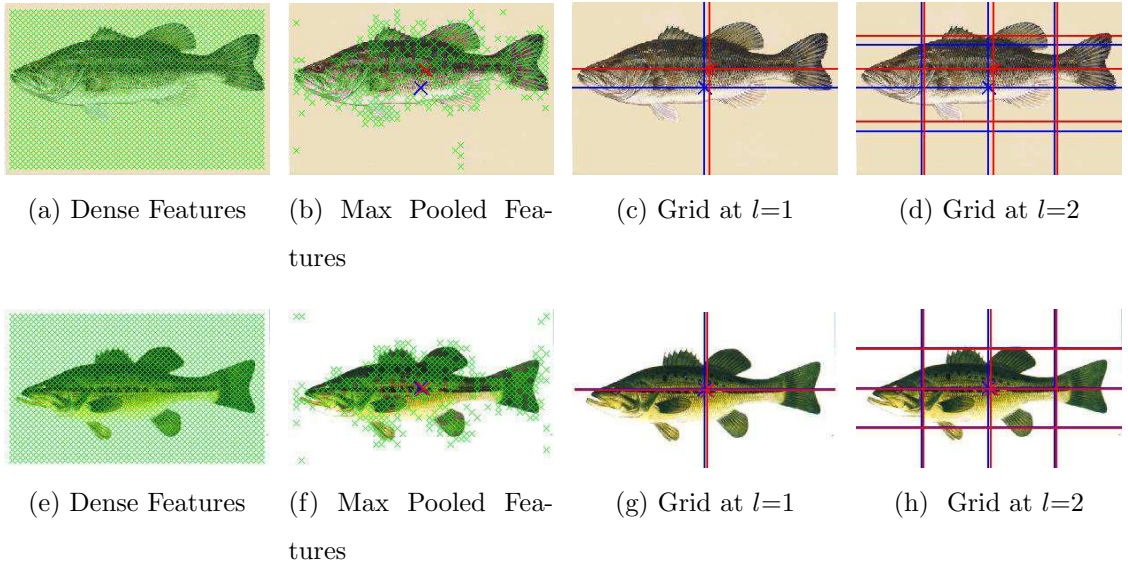 (a) Dense Features
(b) Max Pooled Fea-
tures
(c) Grid at l=1
(d) Grid at l=2
(e) Dense Features
(f) Max Pooled Fea-
tures
(g) Grid at l=1
(h) Grid at l=2